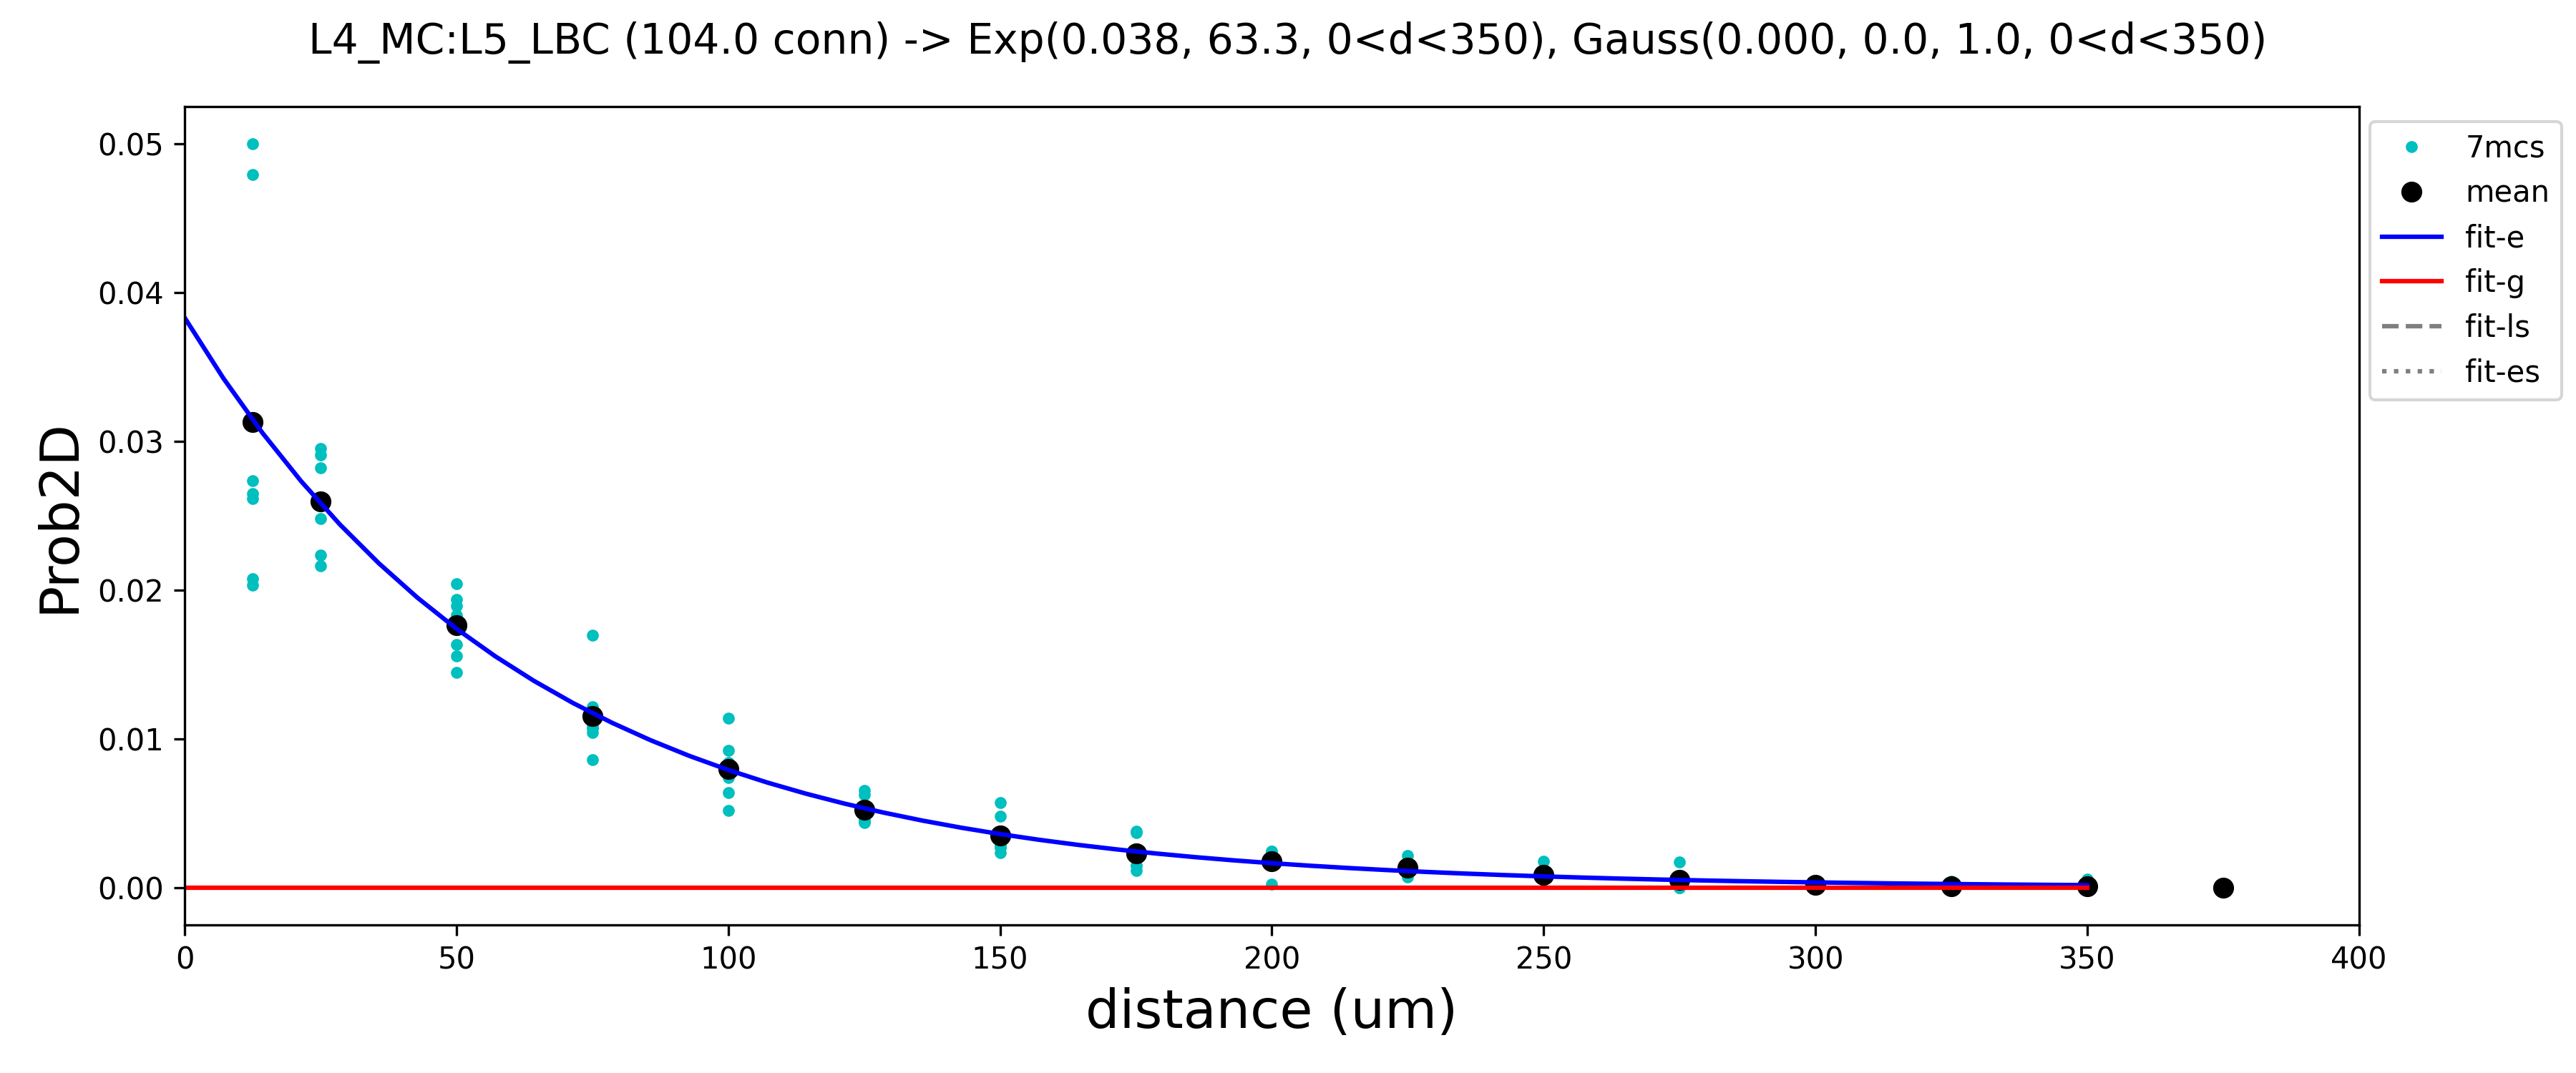 L4_MC:L5_LBC (104.0 conn) -> Exp(0.038, 63.3, 0<d<350), Gauss(0.000, 0.0, 1.0, 0<d<350)
0.05
0.04
0.03
0.02
0.01
0.00
Prob2D
0 50 100 150 200 250 300 350 400
distance (um)
7mcs
mean
fit-e
fit-g
fit-ls
fit-es